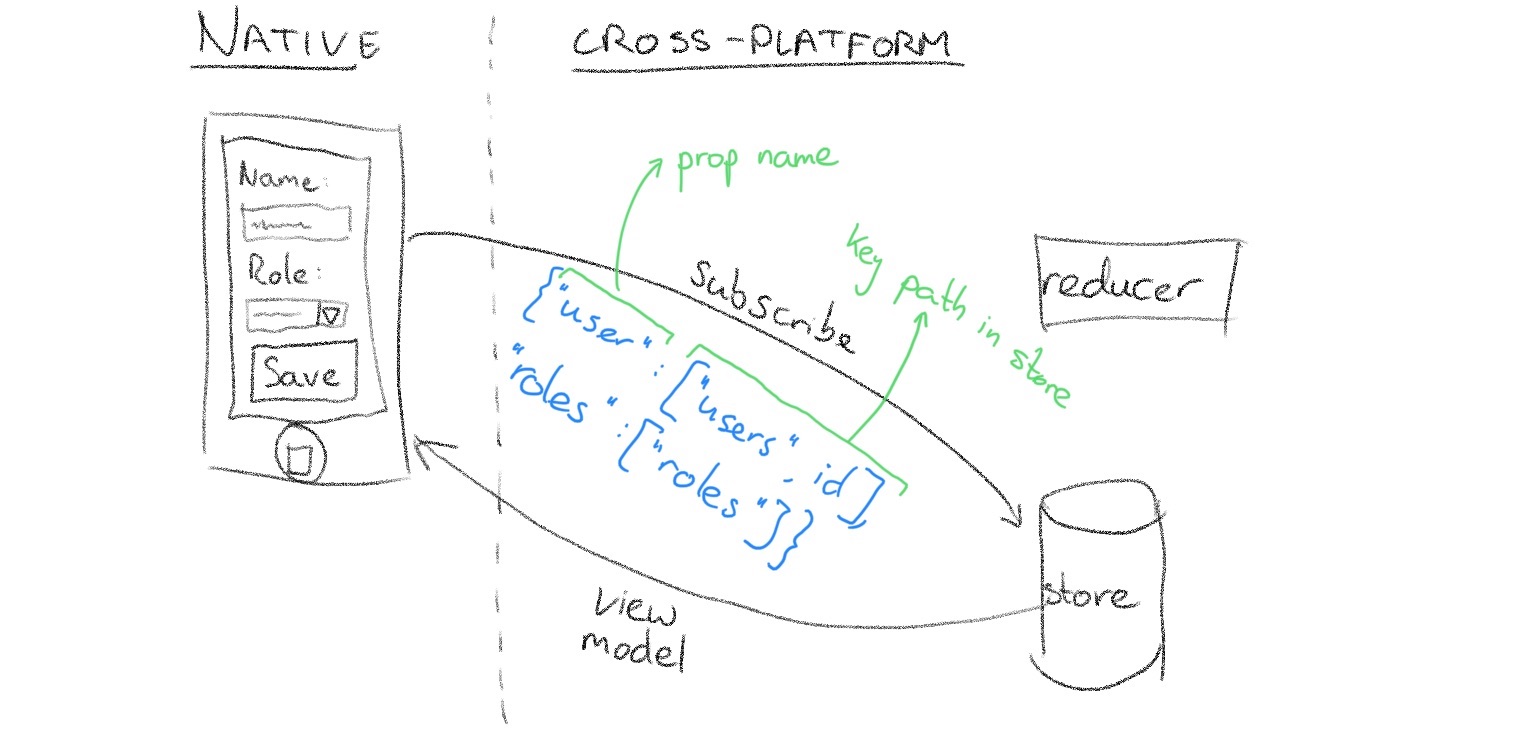 NATIVE
CROSS-PLATFORM
Name:
Role:
Save
prop name
key path in store
Subscribe
{"user":["users", id]
"roles":["roles"]}
reducer
store
view
model